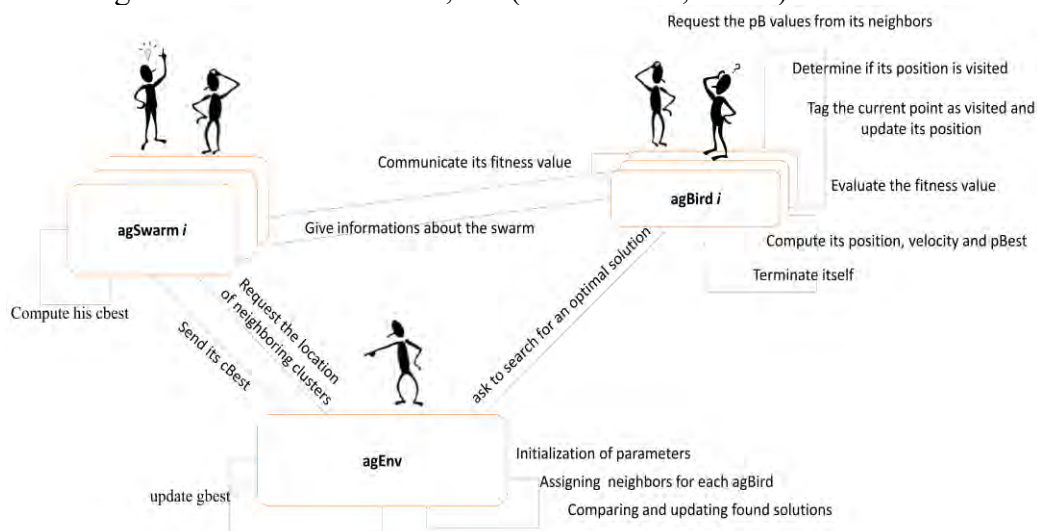 Request the pB values from its neighbors
Determine if its position is visited
Tag the current point as visited and
update its position
Communicate its fitness value
Evaluate the fitness value
agBird i
agSwarm i
Give informations about the swarm
Compute its position, velocity and pBest
Terminate itself
Compute his cbest
Request the location
of neighboring clusters
Send its cBest
ask to search for an optimal solution
agEnv
Initialization of parameters
Assigning neighbors for each agBird
update gbest
Comparing and updating found solutions